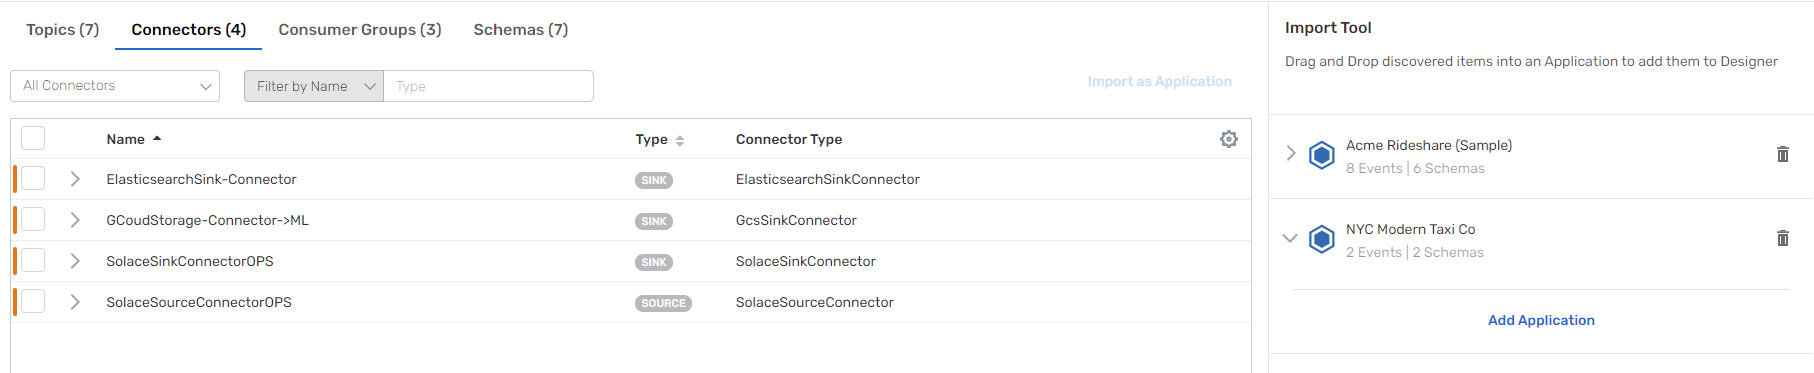 Topics (7) Connectors (4) Consumer Groups (3) Schemas (7)
All Connectors Filter by Name Type Import as Application
Name Type Connector Type
ElasticsearchSink-Connector SINK ElasticsearchSinkConnector
GCoudStorage-Connector->ML SINK GcsSinkConnector
SolaceSinkConnectorOPS SINK SolaceSinkConnector
SolaceSourceConnectorOPS SOURCE SolaceSourceConnector
Import Tool
Drag and Drop discovered items into an Application to add them to Designer
Acme Rideshare (Sample)
8 Events | 6 Schemas
NYC Modern Taxi Co
2 Events | 2 Schemas
Add Application